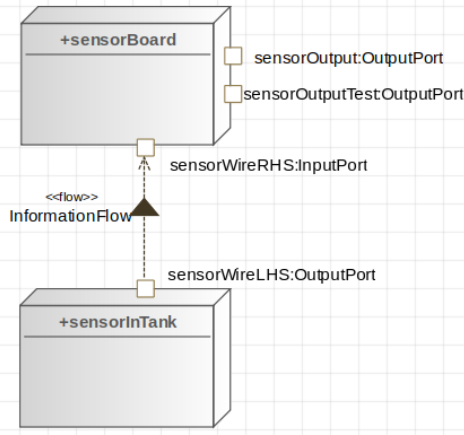 +sensorBoard
sensorOutput:OutputPort
sensorOutputTest:OutputPort
sensorWireRHS:InputPort
<<flow>>
InformationFlow
sensorWireLHS:OutputPort
+sensorInTank